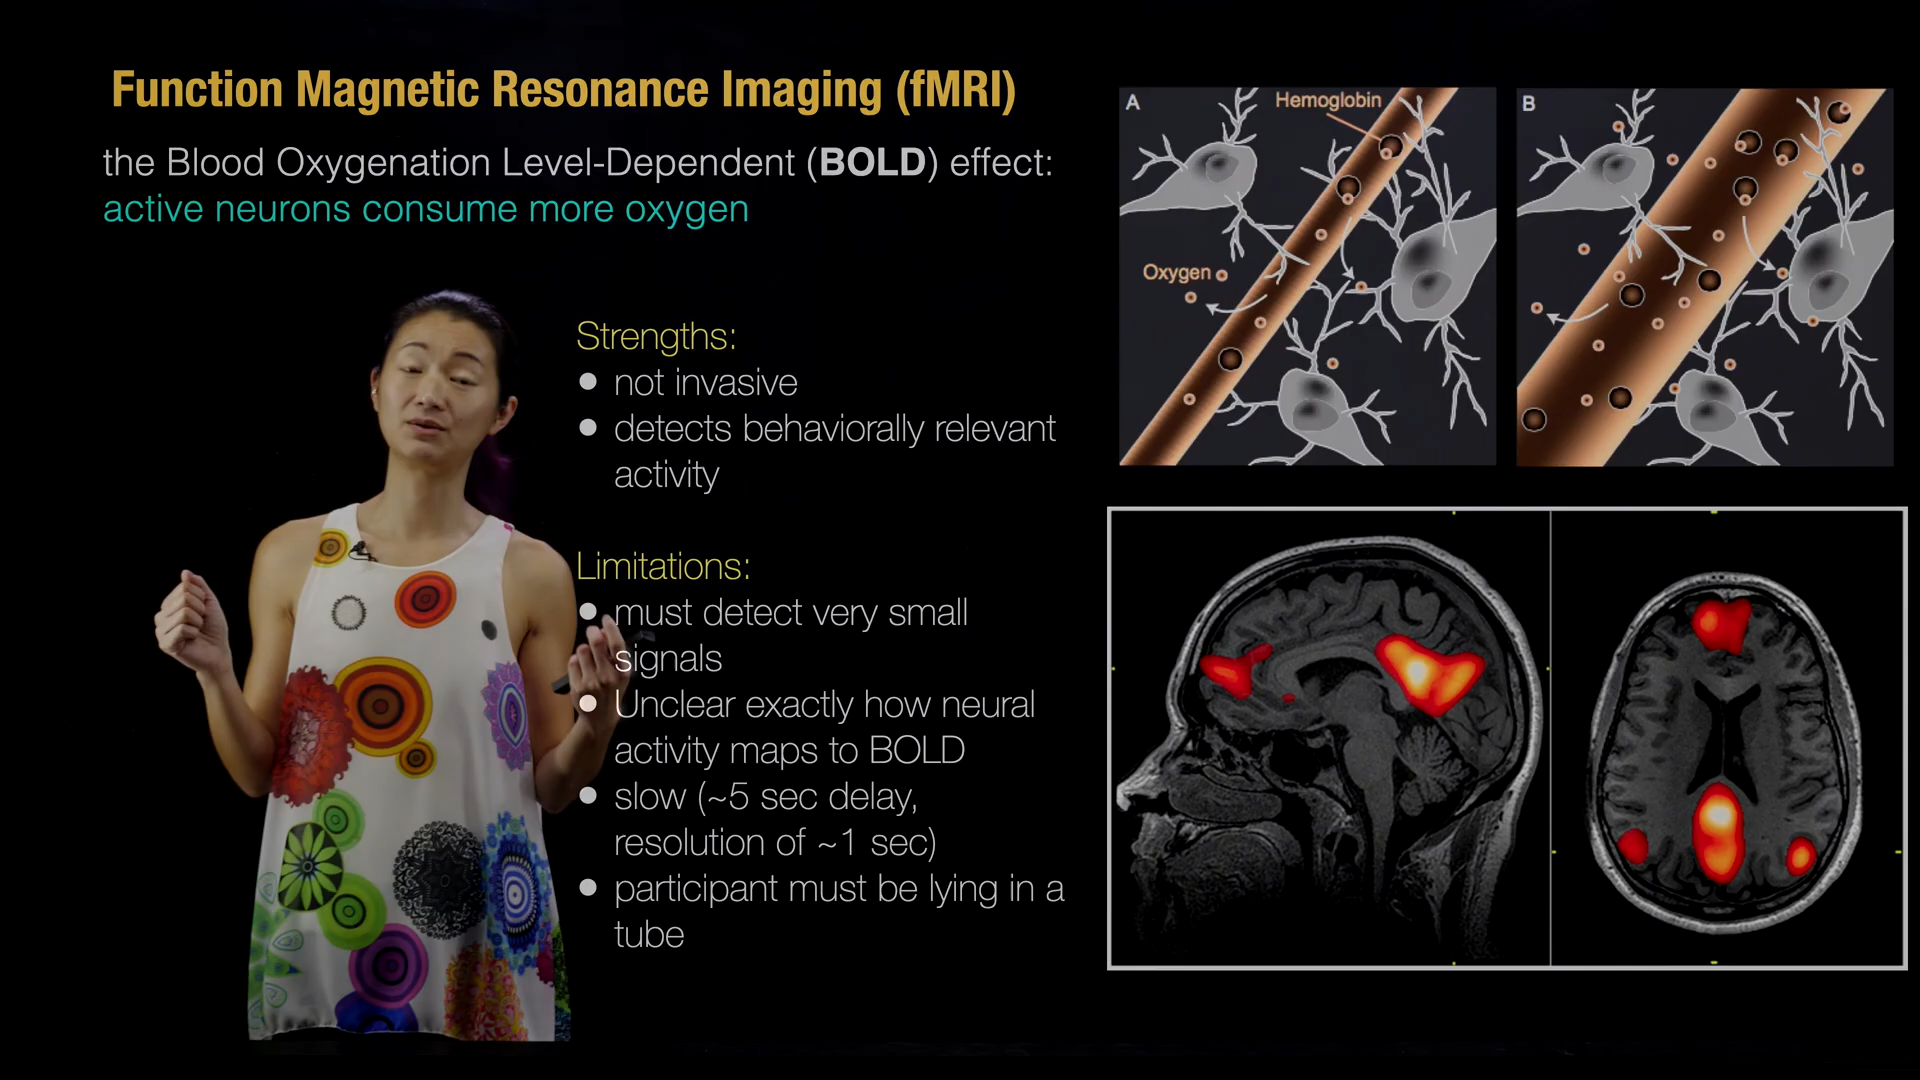 Function Magnetic Resonance Imaging (fMRI)
the Blood Oxygenation Level-Dependent (BOLD) effect:
active neurons consume more oxygen
Strengths:
● not invasive
● detects behaviorally relevant
activity
Limitations:
● must detect very small
signals
● Unclear exactly how neural
activity maps to BOLD
● slow (~5 sec delay,
resolution of ~1 sec)
● participant must be lying in a
tube
A
Hemoglobin
Oxygen
B